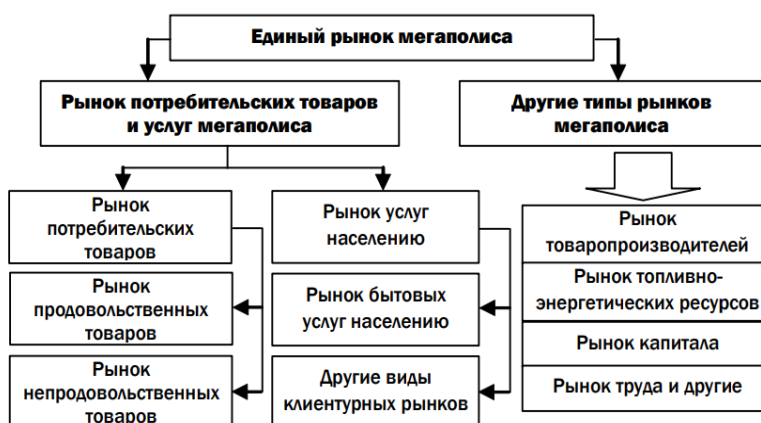 Единый рынок мегаполиса
Рынок потребительских товаров
и услуг мегаполиса
Другие типы рынков
мегаполиса
Рынок
потребительских
товаров
Рынок услуг
населению
Рынок
товаропроизводителей
Рынок
продовольственных
товаров
Рынок бытовых
услуг населению
Рынок топливно-
энергетических ресурсов
Рынок капитала
Рынок
непродовольственных
товаров
Другие виды
клиентурных рынков
Рынок труда и другие